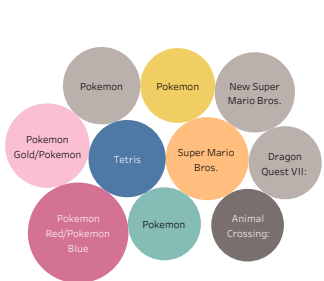 Pokemon
Pokemon
New Super
Mario Bros.
Pokemon
Gold/Pokemon
Tetris
Super Mario
Bros.
Dragon
Quest VII:
Pokemon
Red/Pokemon
Blue
Pokemon
Animal
Crossing: